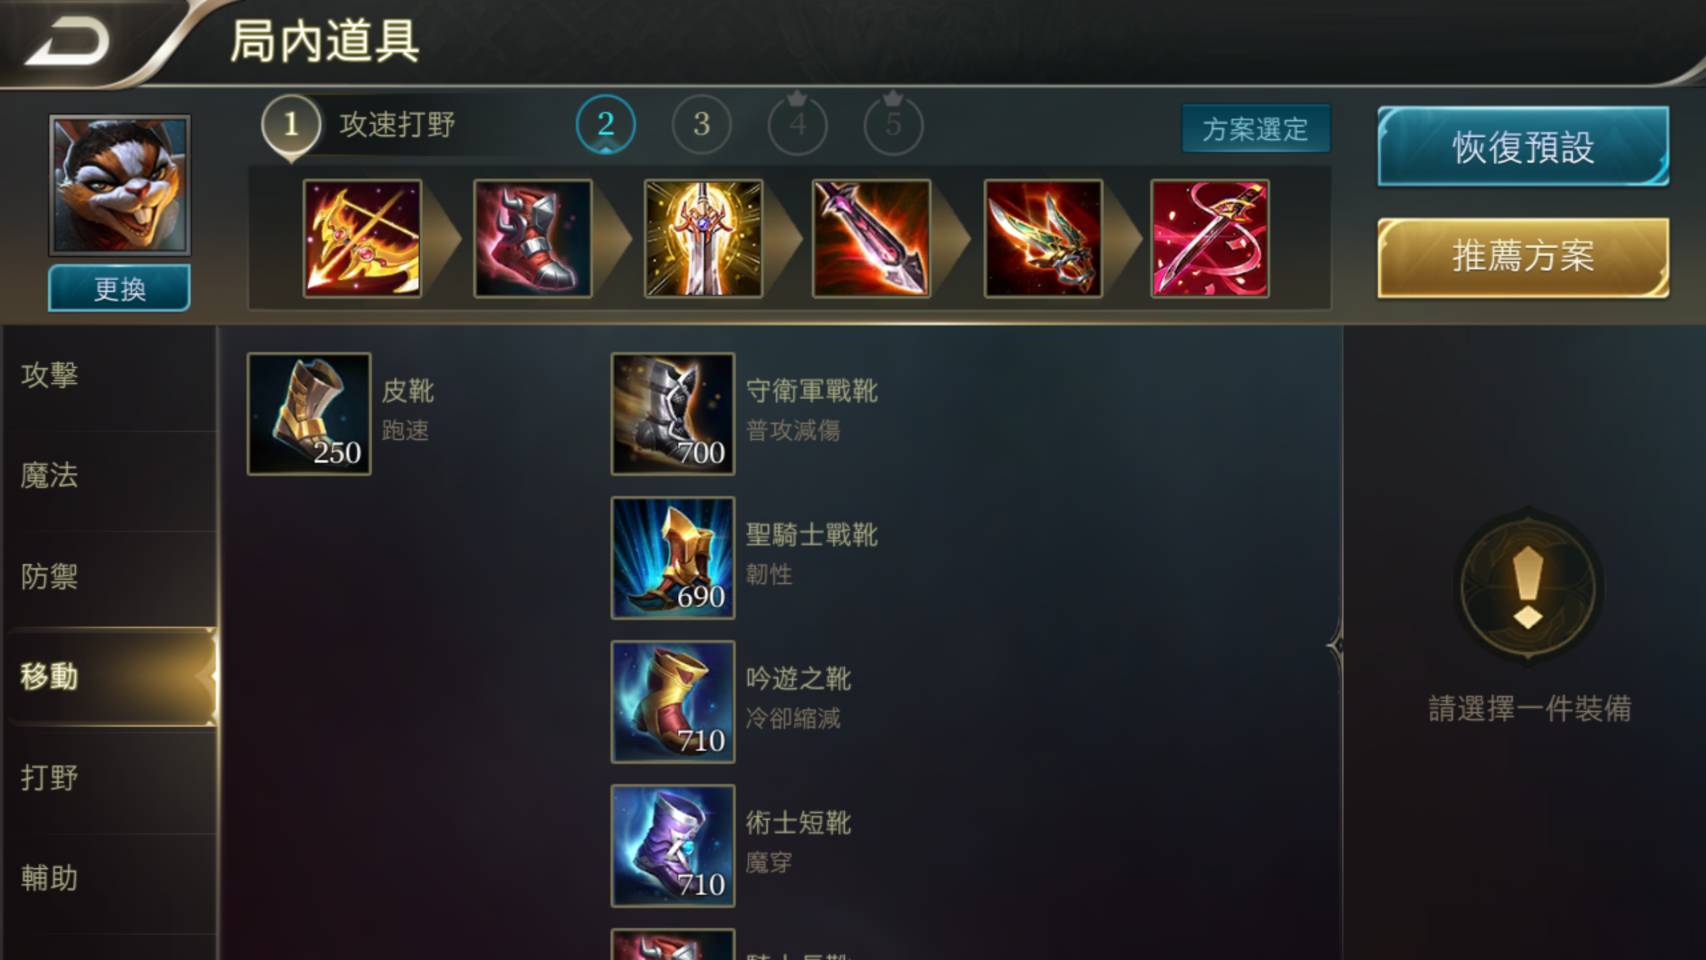 局內道具
1
攻速打野
2
3
4
5
方案選定
恢復預設
更換
推薦方案
攻擊
魔法
防禦
移動
打野
輔助
250
皮靴
跑速
700
守衛軍戰靴
普攻減傷
690
聖騎士戰靴
韌性
710
吟遊之靴
冷卻縮減
710
術士短靴
魔穿
請選擇一件裝備